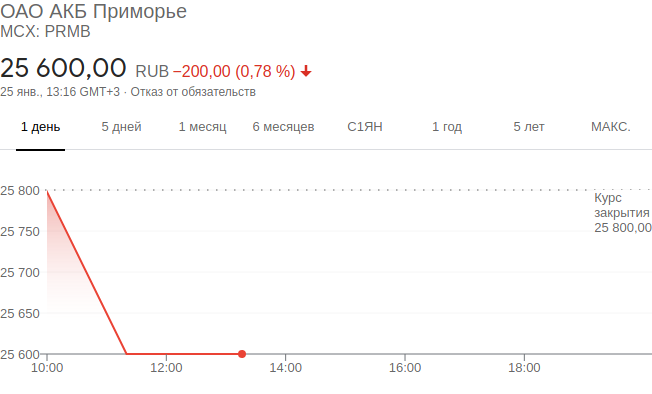 ОАО АКБ Приморье
MCX: PRMB
25 600,00 RUB −200,00 (0,78 %)
25 янв., 13:16 GMT+3 · Отказ от обязательств
1 день 5 дней 1 месяц 6 месяцев С1ЯН 1 год 5 лет МАКС.
25 800
Курс
закрытия
25 800,00
25 750
25 700
25 650
25 600
10:00 12:00 14:00 16:00 18:00